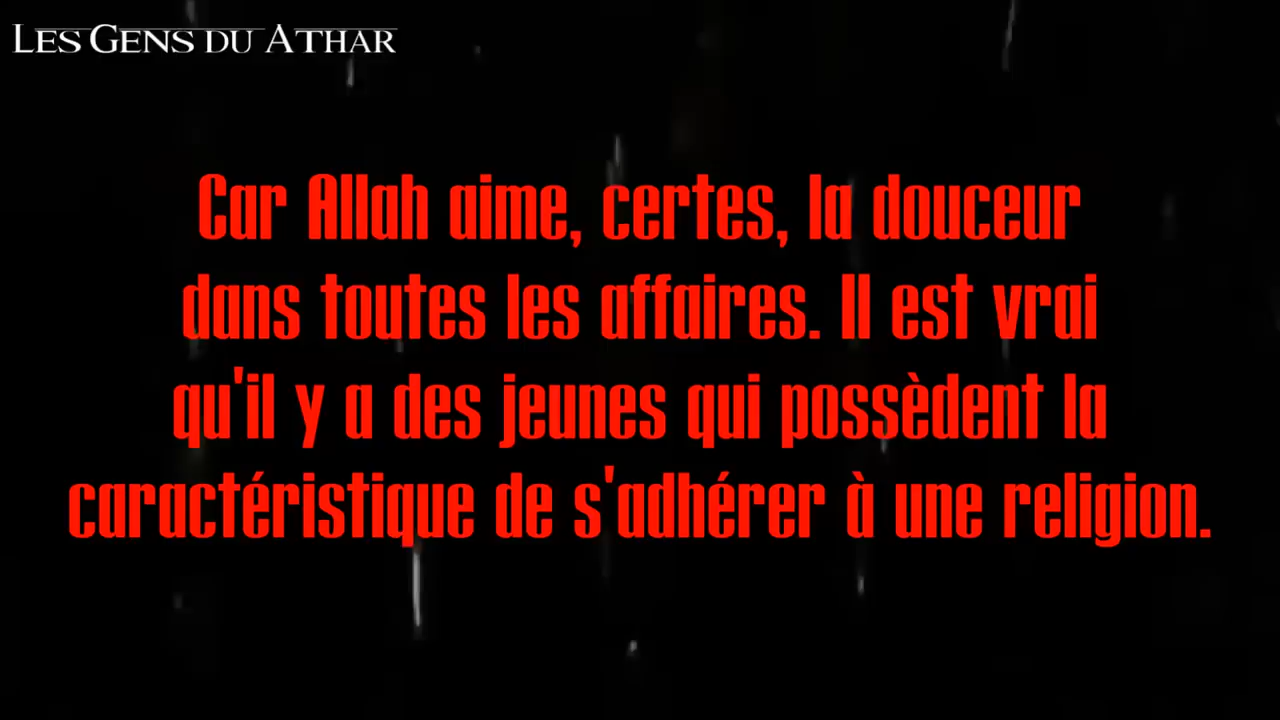 LES GENS DU ATHAR
Car Allah aime, certes, la douceur
dans toutes les affaires. Il est vrai
qu'il y a des jeunes qui possèdent la
caractéristique de s'adhérer à une religion.